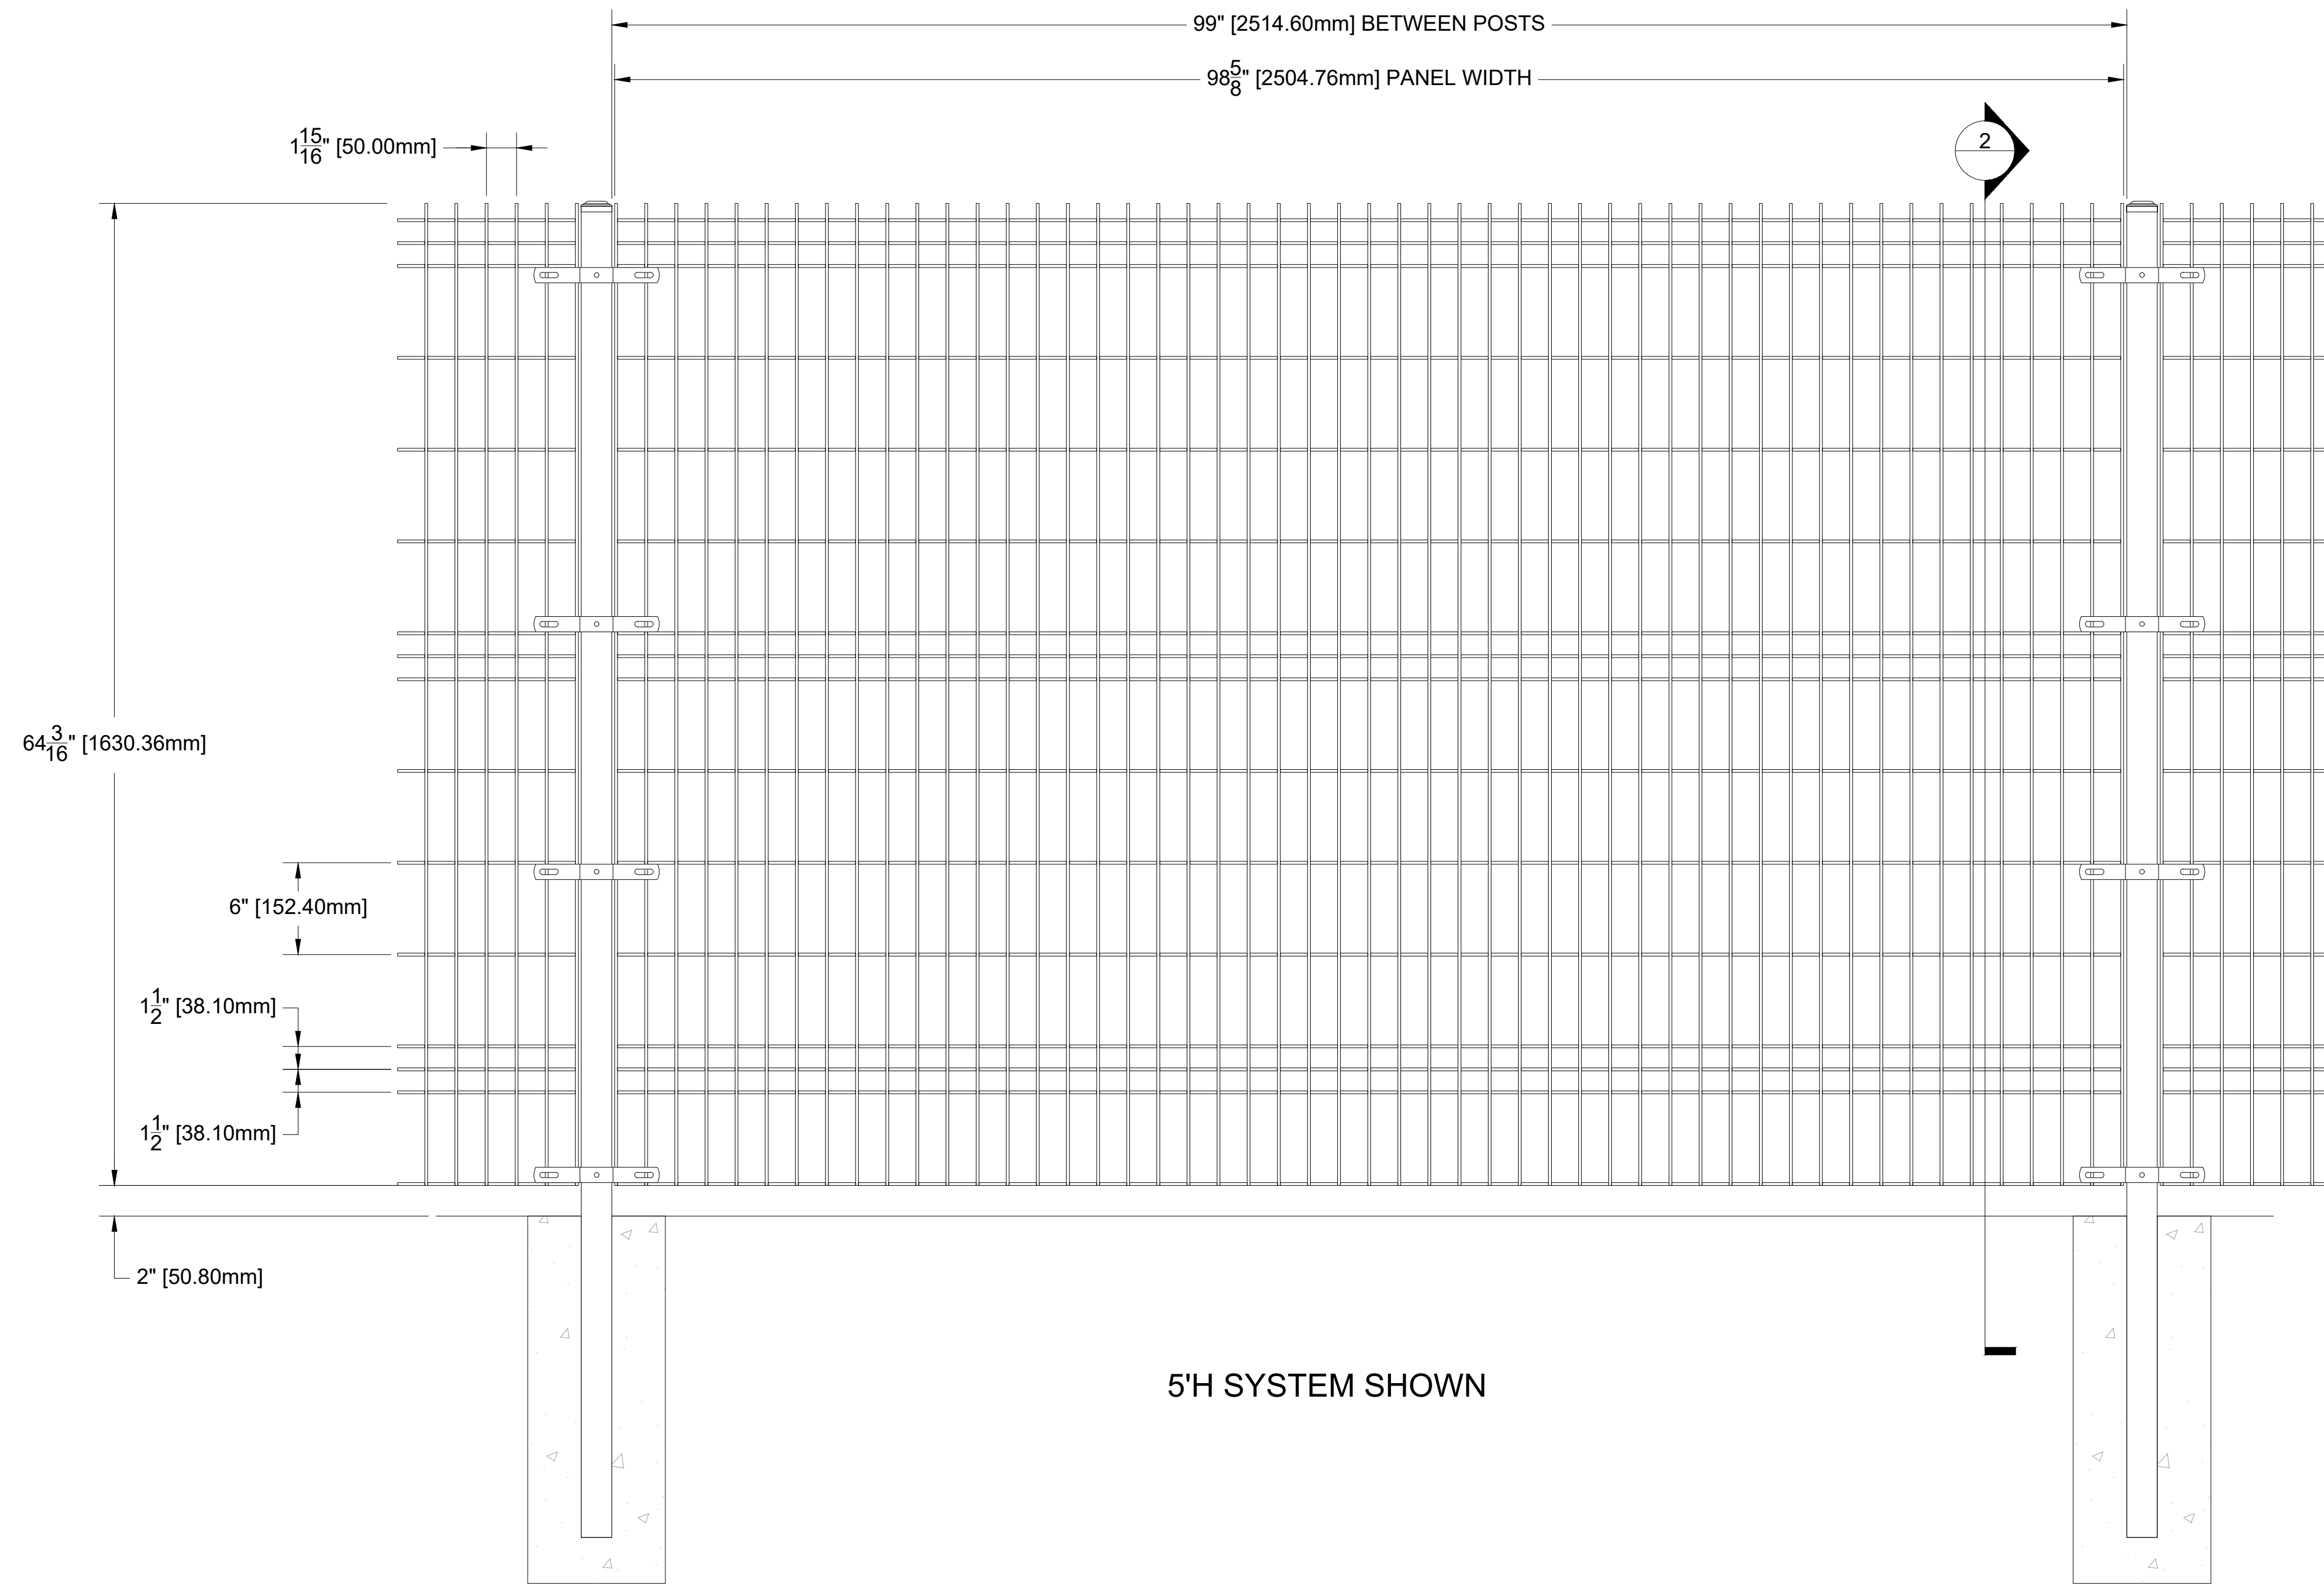 99" [2514.60mm] BETWEEN POSTS
98 5/8" [2504.76mm] PANEL WIDTH
1 15/16" [50.00mm]
2
64 3/16" [1630.36mm]
6" [152.40mm]
1 1/2" [38.10mm]
1 1/2" [38.10mm]
2" [50.80mm]
5'H SYSTEM SHOWN